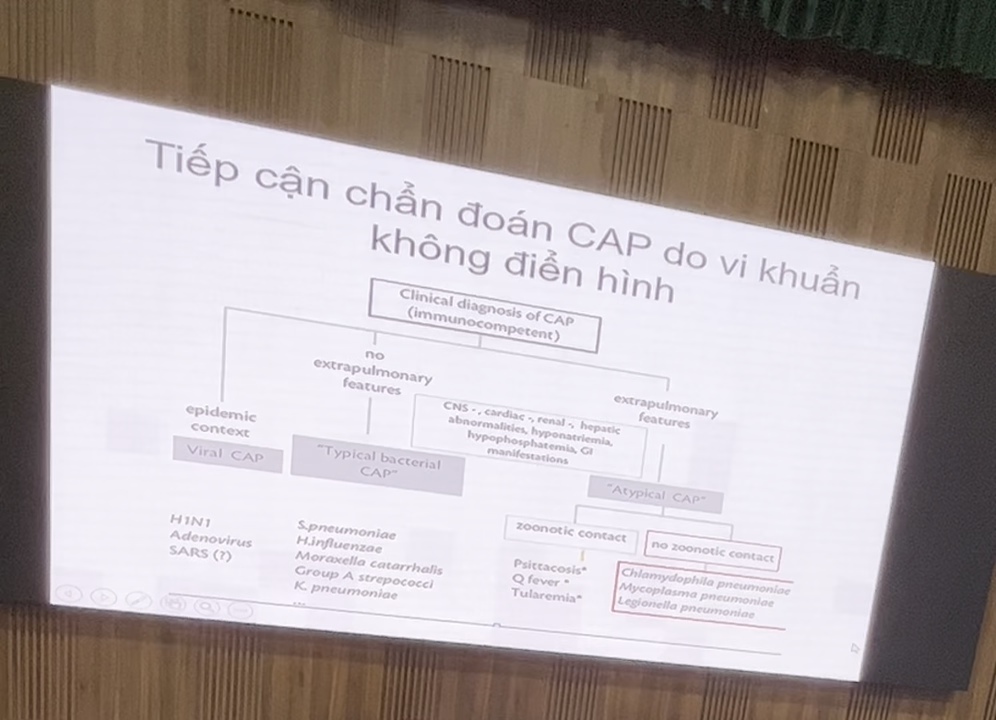 Tiếp cận chẩn đoán CAP do vi khuẩn
không điển hình
Clinical diagnosis of CAP
(immunocompetent)
no
extrapulmonary
features
extrapulmonary
features
epidemic
context
CNS - , cardiac -, renal -, hepatic
abnormalities, hyponatriemia,
hypophosphatemia, GI
manifestations
Viral CAP
"Typical bacterial
CAP"
"Atypical CAP"
zoonotic contact
no zoonotic contact
H1N1
Adenovirus
SARS (?)
S.pneumoniae
H.influenzae
Moraxella catarrhalis
Group A strepococci
K. pneumoniae
...
Psittacosis*
Q fever *
Tularemia*
Chlamydophila pneumoniae
Mycoplasma pneumoniae
Legionella pneumoniae